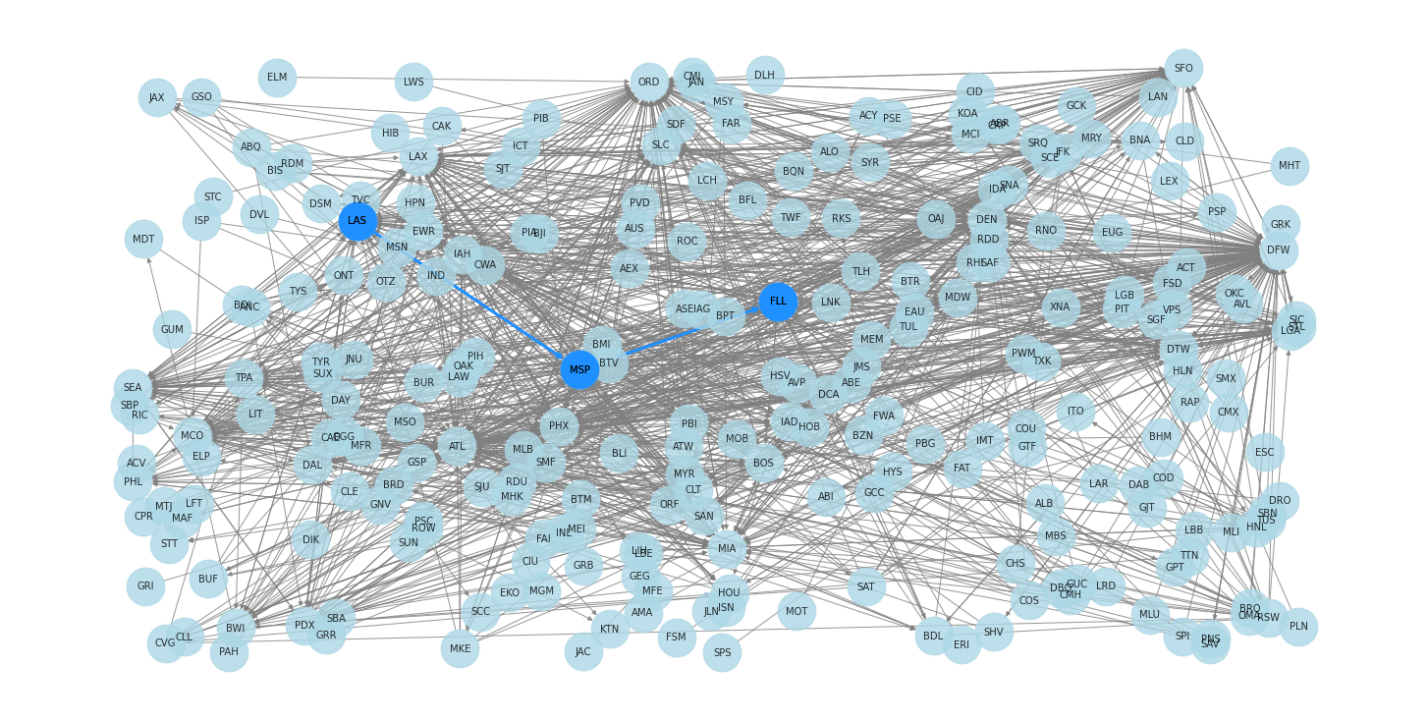 SFO
ELM
LWS
ORD
JAN
DLH
JAX
GSO
CID
LAN
MSY
GCK
KOA
PIB
ACY
PSE
FAR
SDF
CAK
HIB
MCI
ABR
MRY
BNA
CLD
ABQ
ICT
SLC
SRQ
JFK
ALO
LAX
SCE
SYR
RDM
BIS
SJT
BQN
MHT
LCH
LEX
STC
IDA
SNA
TVC
DSM
HPN
PVD
BFL
PSP
ISP
DVL
LAS
TWF
RKS
OAJ
DEN
GRK
AUS
EWR
BJI
RNO
EUG
MDT
ROC
RDD
MSN
DFW
IAH
CWA
AEX
ACT
ONT
IND
OTZ
TLH
BTR
FSD
TYS
MDW
LGB
OKC
FLL
LNK
AVL
ANC
XNA
PIT
VPS
EAU
BPT
SGF
TUL
GUM
LGA
MEM
BMI
DTW
PWM
TXK
PIH
JNU
TYR
BTV
OAK
JMS
MSP
HLN
SUX
LAW
TPA
HSV
SMX
BUR
AVP
ABE
SEA
DCA
DAY
RAP
SBP
RIC
LIT
CMX
ITO
FWA
MSO
IAD
PBI
HOB
PHX
COU
MCO
BZN
BHM
MOB
PBG
IMT
MFR
ATL
ATW
GTF
MLB
BLI
ESC
ELP
SMF
ACV
BOS
GSP
DAL
FAT
HYS
MYR
COD
PHL
RDU
BRD
LAR
DAB
SJU
CLE
CLT
GCC
MHK
ABI
BTM
DRO
LFT
GNV
ORF
ALB
MTJ
GJT
SBN
CPR
MAF
SAN
PSC
TUS
ROW
HNL
MEI
LBB
MLI
INL
FAI
MBS
DIK
STT
SUN
MIA
TTN
CIU
CHS
GRB
GPT
BUF
GEG
GRI
GUC
LRD
SAT
MGM
MFE
EKO
HOU
CMH
COS
BRO
MOT
SCC
AMA
JLN
ISN
MLU
OMA
RSW
SBA
PDX
PLN
BWI
KTN
SHV
GRR
BDL
SPI
CLL
FSM
CVG
SAV
ERI
MKE
PAH
JAC
SPS